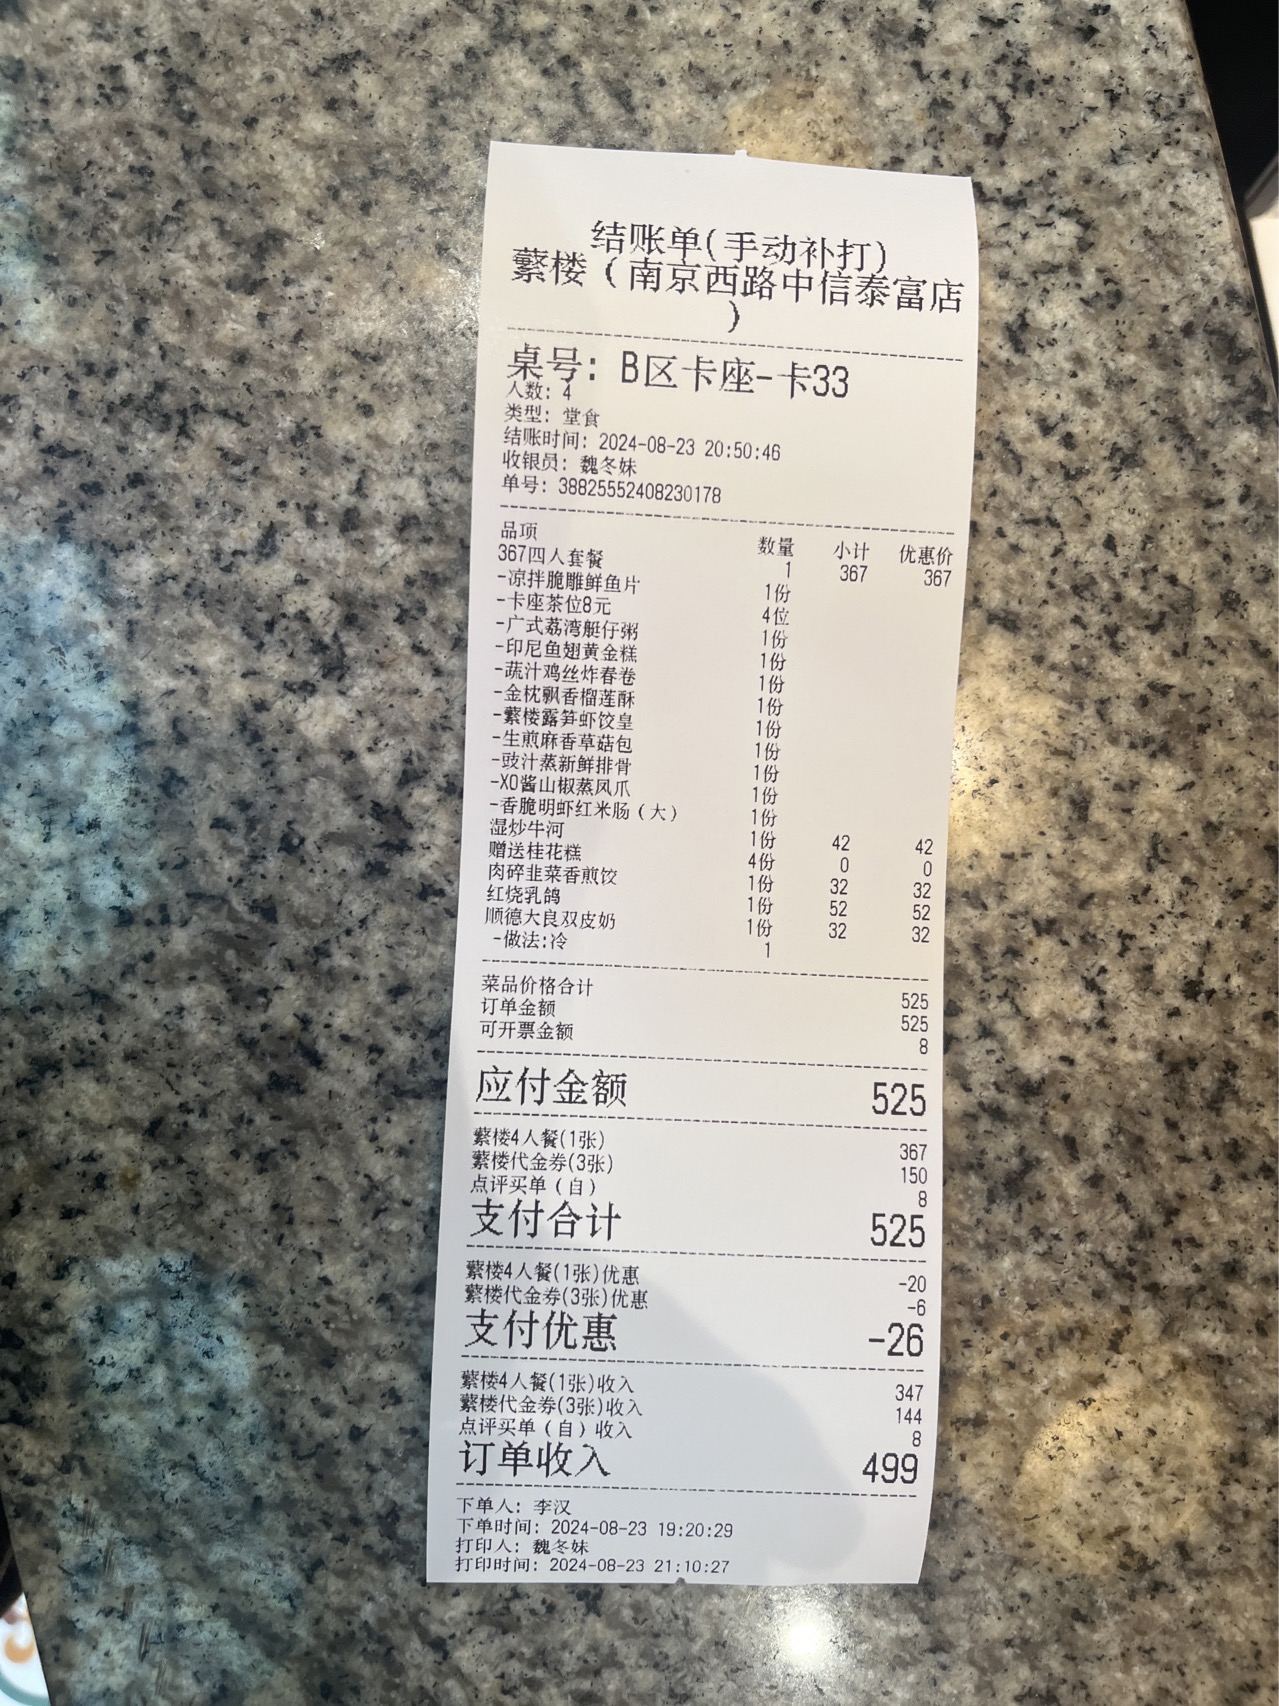 结账单(手动补打)
蘩楼（南京西路中信泰富店
）
桌号: B区卡座-卡33
人数: 4
类型: 堂食
结账时间: 2024-08-23 20:50:46
收银员: 魏冬妹
单号: 38825552408230178
品项 数量 小计 优惠价
367四人套餐 1 367 367
-凉拌脆雕鲜鱼片 1份
-卡座茶位8元 4位
-广式荔湾艇仔粥 1份
-印尼鱼翅黄金糕 1份
-蔬汁鸡丝炸春卷 1份
-金枕飘香榴莲酥 1份
-蘩楼露笋虾饺皇 1份
-生煎麻香草菇包 1份
-豉汁蒸新鲜排骨 1份
-XO酱山椒蒸凤爪 1份
-香脆明虾红米肠（大） 1份
湿炒牛河 1份 42 42
赠送桂花糕 4份 0 0
肉碎韭菜香煎饺 1份 32 32
红烧乳鸽 1份 52 52
顺德大良双皮奶 1份 32 32
-做法:冷 1
菜品价格合计 525
订单金额 525
可开票金额 8
应付金额 525
蘩楼4人餐(1张) 367
蘩楼代金券(3张) 150
点评买单（自） 8
支付合计 525
蘩楼4人餐(1张)优惠 -20
蘩楼代金券(3张)优惠 -6
支付优惠 -26
蘩楼4人餐(1张)收入 347
蘩楼代金券(3张)收入 144
点评买单（自）收入 8
订单收入 499
下单人: 李汉
下单时间: 2024-08-23 19:20:29
打印人: 魏冬妹
打印时间: 2024-08-23 21:10:27